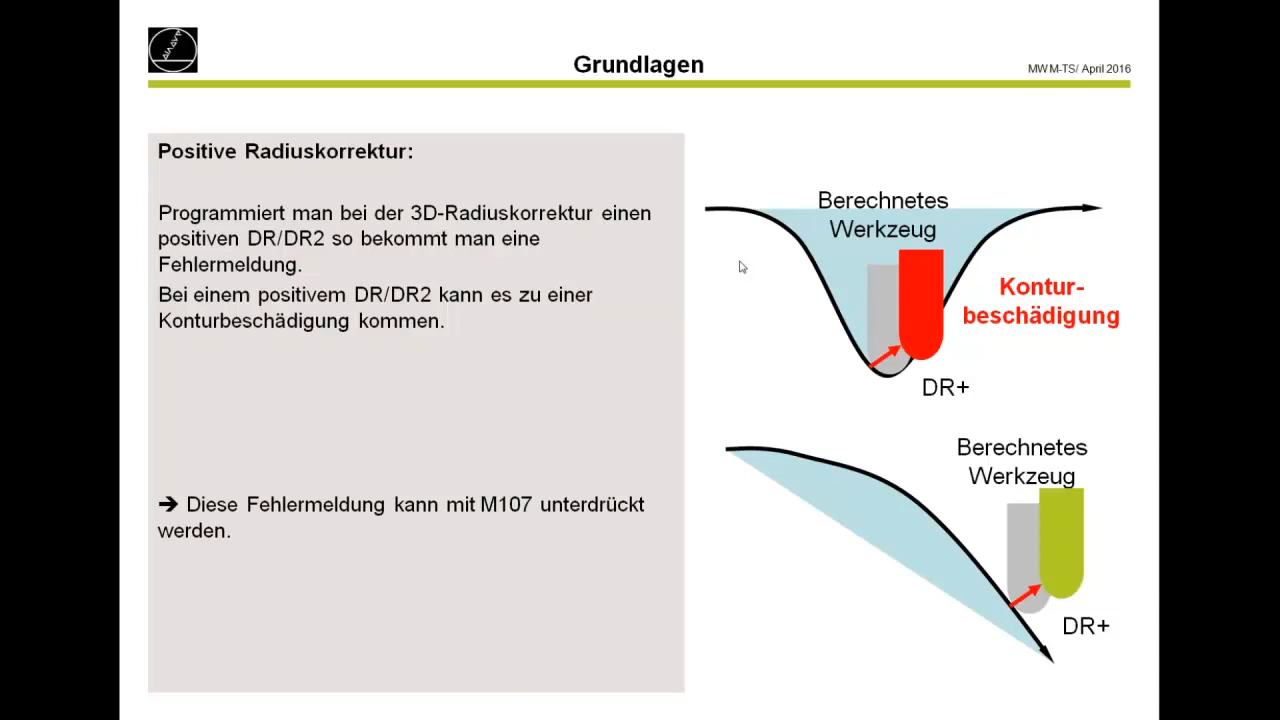 Grundlagen
MWM-TS/ April 2016
Positive Radiuskorrektur:
Programmiert man bei der 3D-Radiuskorrektur einen
positiven DR/DR2 so bekommt man eine
Fehlermeldung.
Bei einem positivem DR/DR2 kann es zu einer
Konturbeschädigung kommen.
➔ Diese Fehlermeldung kann mit M107 unterdrückt
werden.
Berechnetes
Werkzeug
Kontur-
beschädigung
DR+
Berechnetes
Werkzeug
DR+